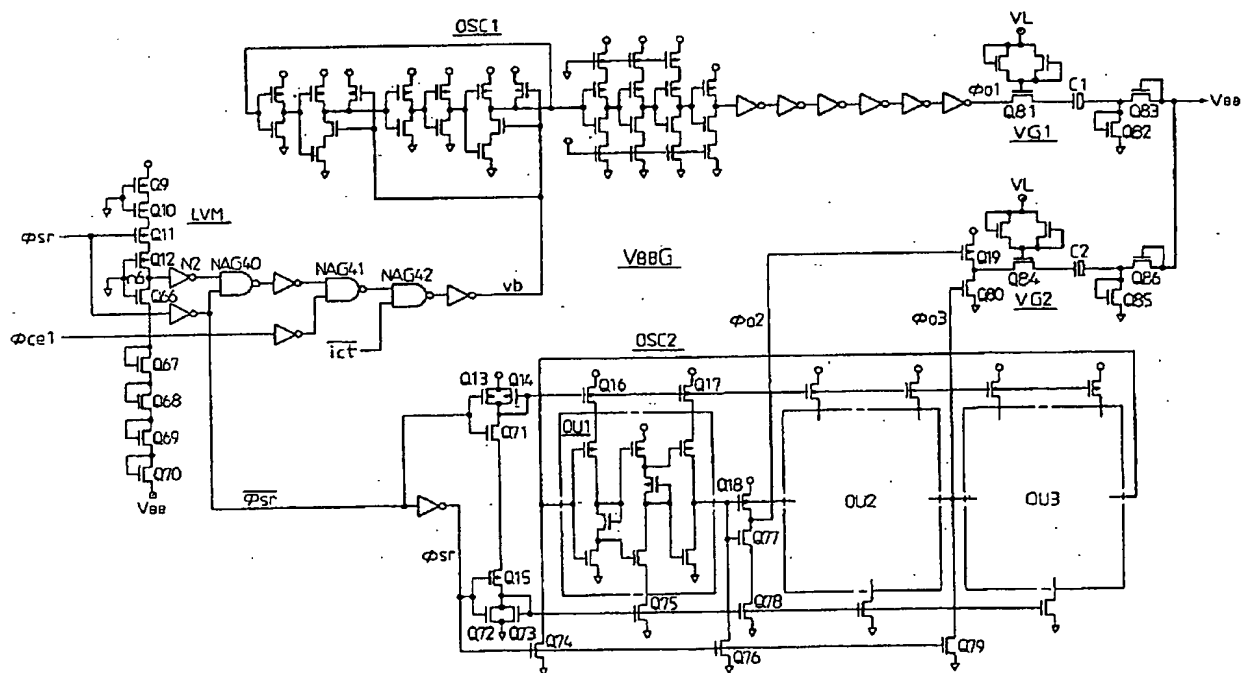 OSC1
VL
φo1
C1
Q81
Q83
VBB
VG1
Q82
Q9
Q10
LVM
φsr
Q11
Q12
N2
NAG40
NAG41
NAG42
n6
Q66
vb
φce1
ict
VBBG
VL
Q19
C2
Q84
Q86
Q80
VG2
Q85
φo2
φo3
OSC2
Q67
Q68
Q69
Q70
VBB
Q13
Q14
Q16
Q17
Q71
OU1
φsr
Q18
Q77
OU2
OU3
φsr
Q15
Q72
Q73
Q74
Q75
Q76
Q78
Q79